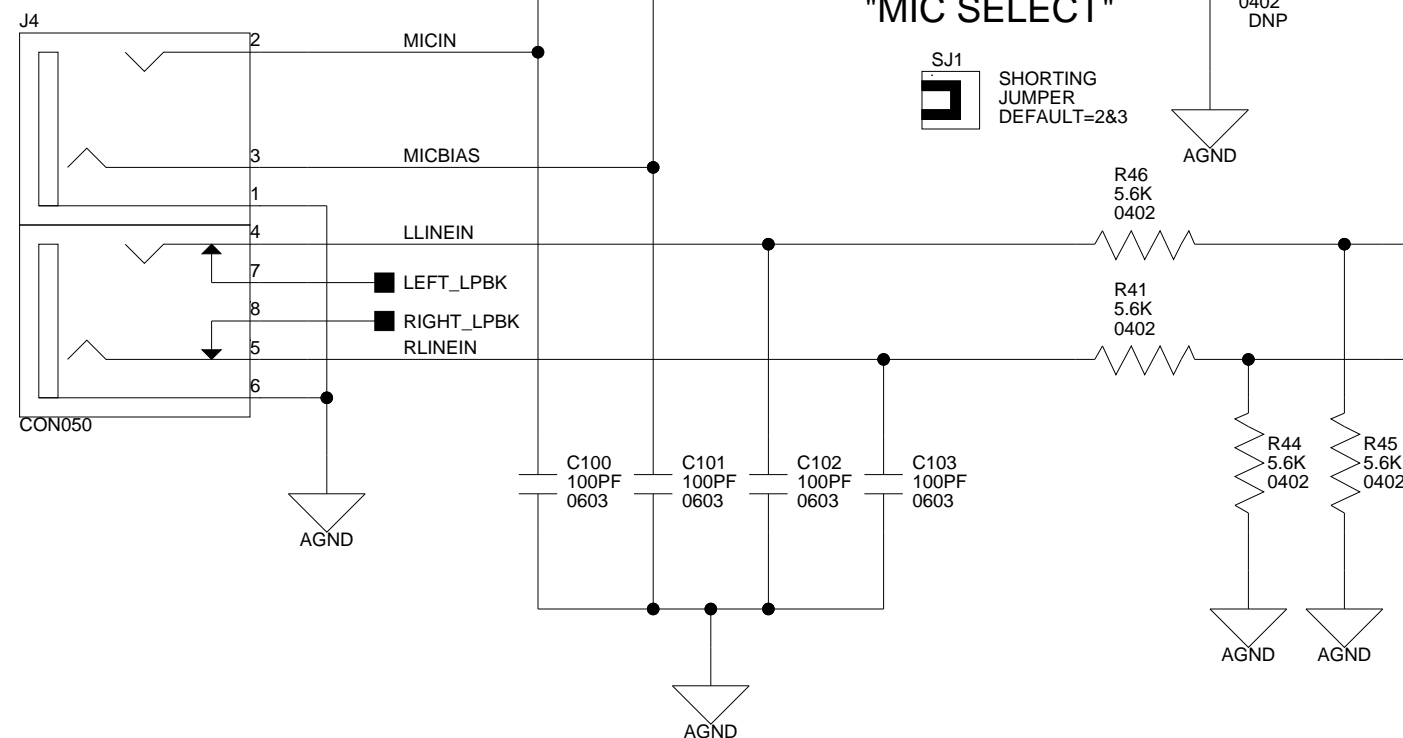 "MIC SELECT"
0402
DNP
J4
2
MICIN
SJ1
SHORTING
JUMPER
DEFAULT=2&3
AGND
3
MICBIAS
1
R46
5.6K
0402
4
LLINEIN
7
LEFT_LPBK
8
RIGHT_LPBK
R41
5.6K
0402
5
RLINEIN
6
CON050
AGND
C100
100PF
0603
C101
100PF
0603
C102
100PF
0603
C103
100PF
0603
R44
5.6K
0402
R45
5.6K
0402
AGND
AGND
AGND